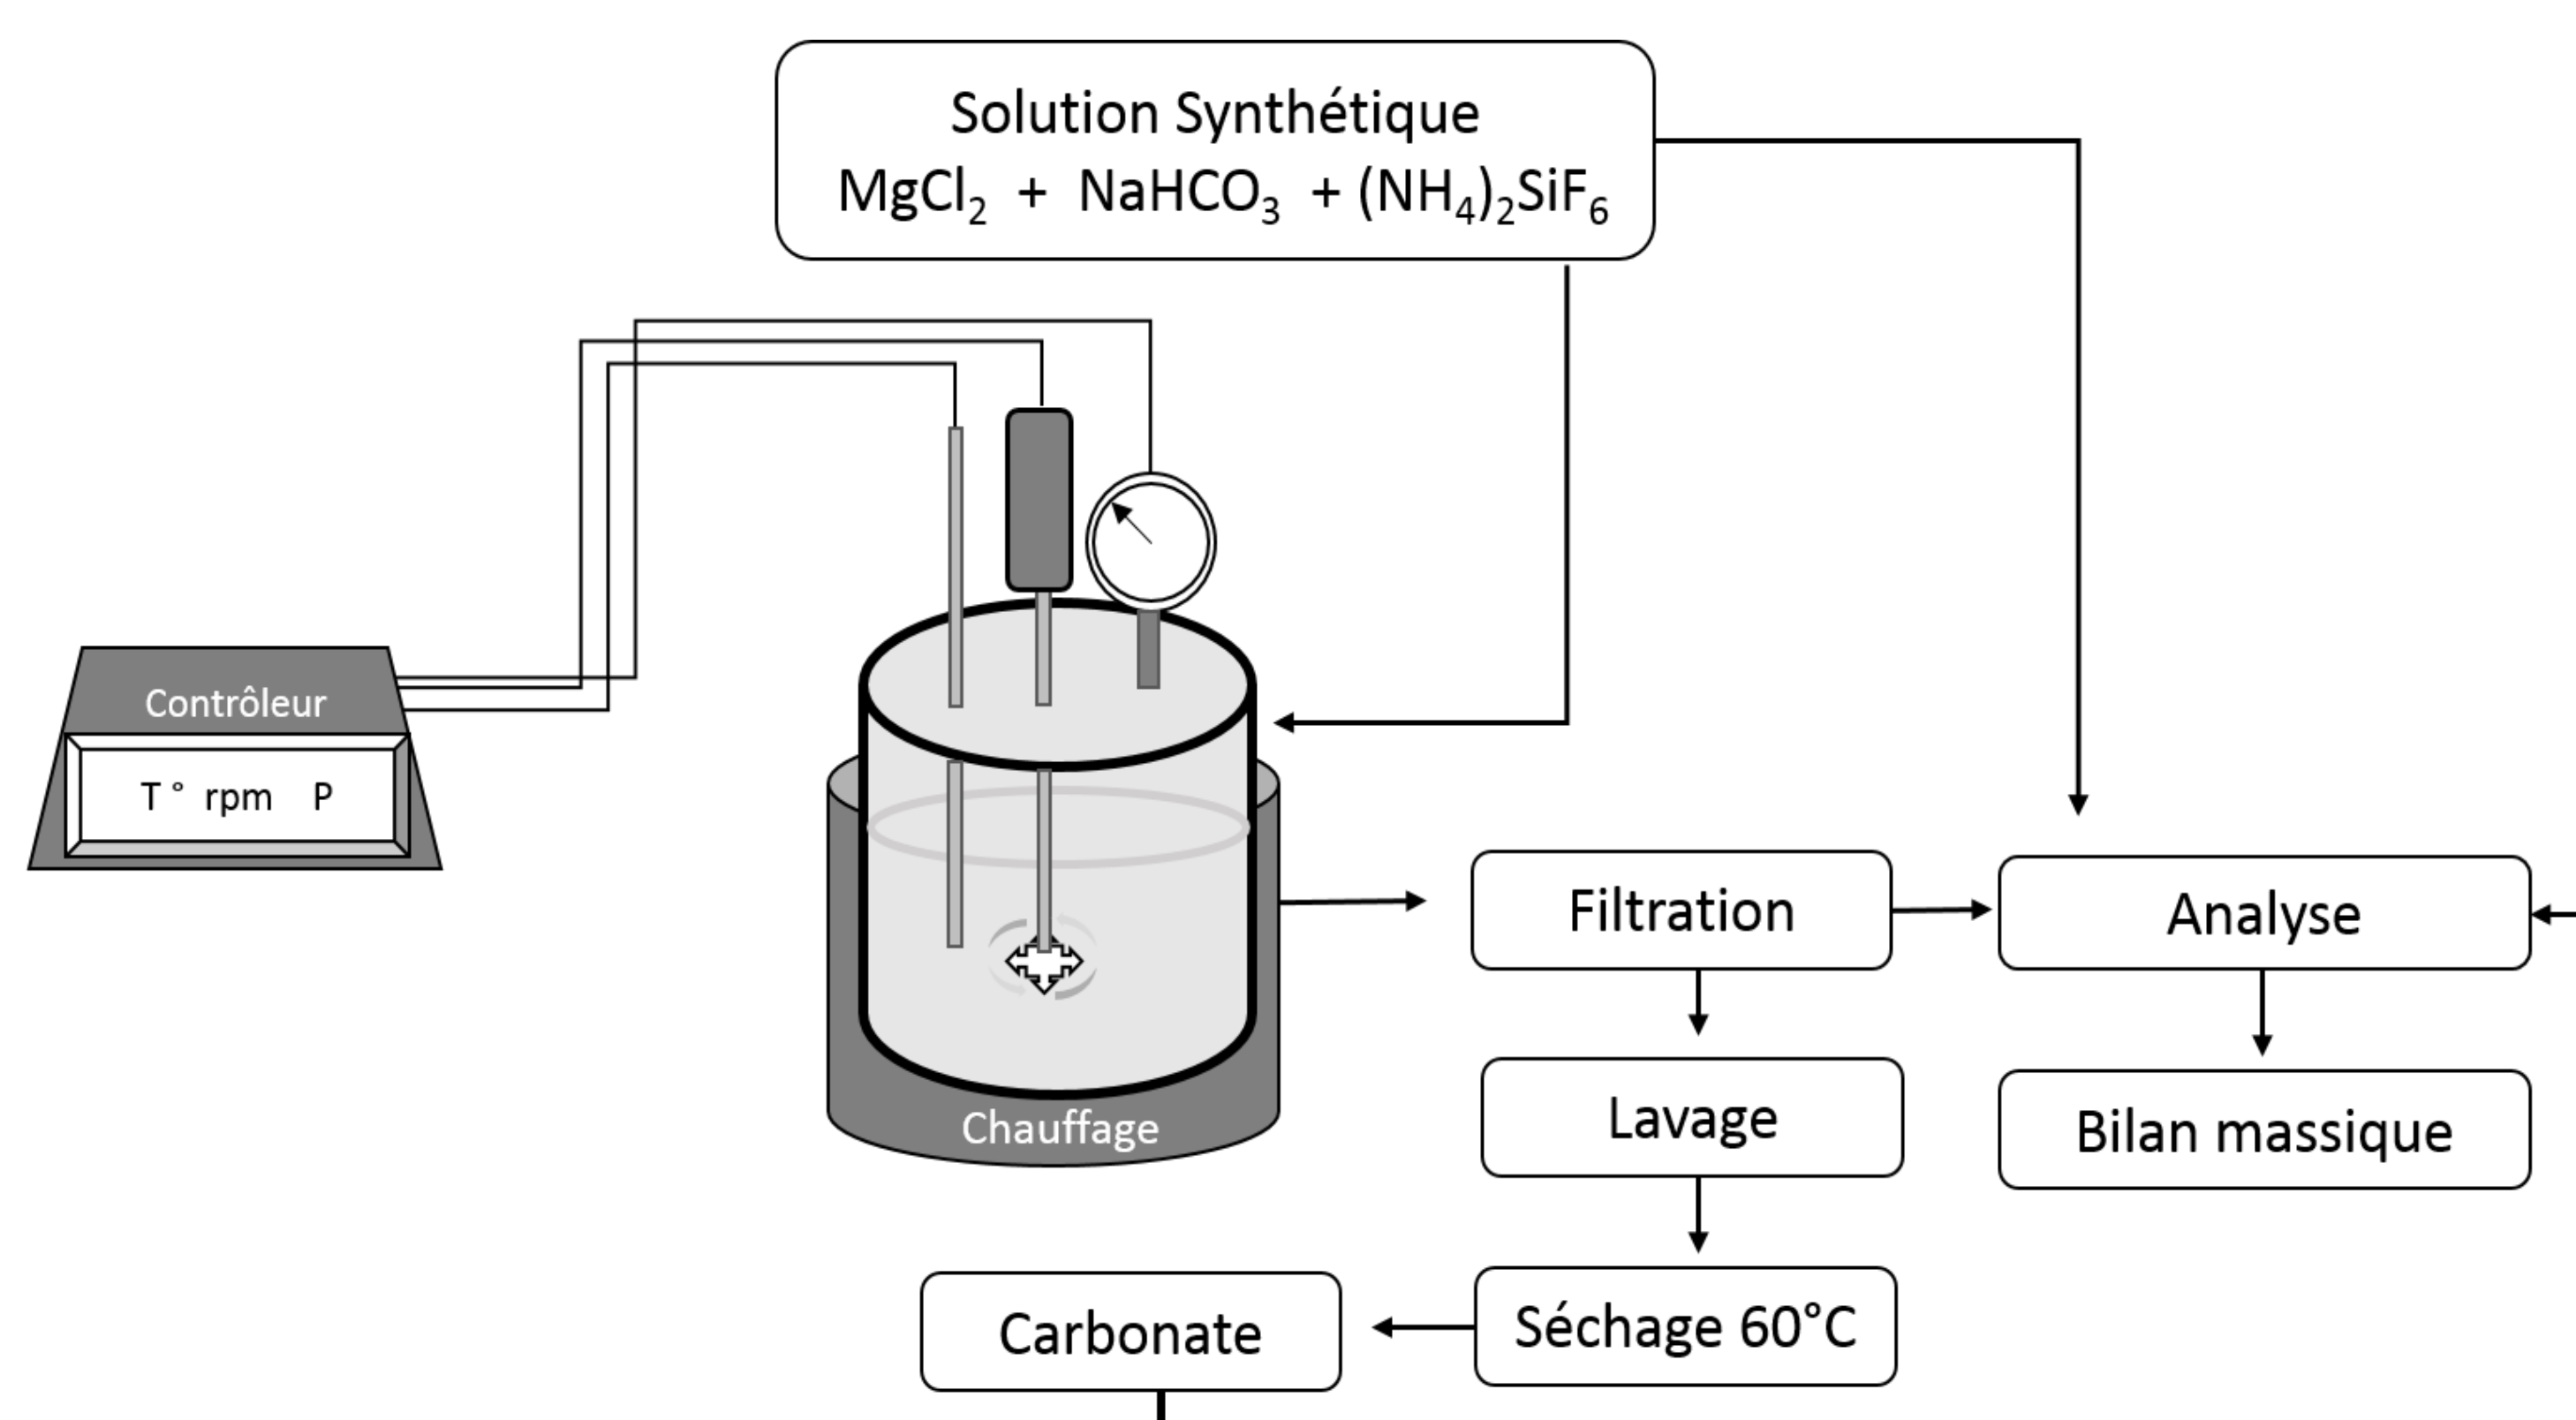 Solution Synthétique
MgCl₂ + NaHCO₃ + (NH₄)₂SiF₆
Contrôleur
T ° rpm P
Chauffage
Filtration
Analyse
Lavage
Bilan massique
Carbonate
Séchage 60°C